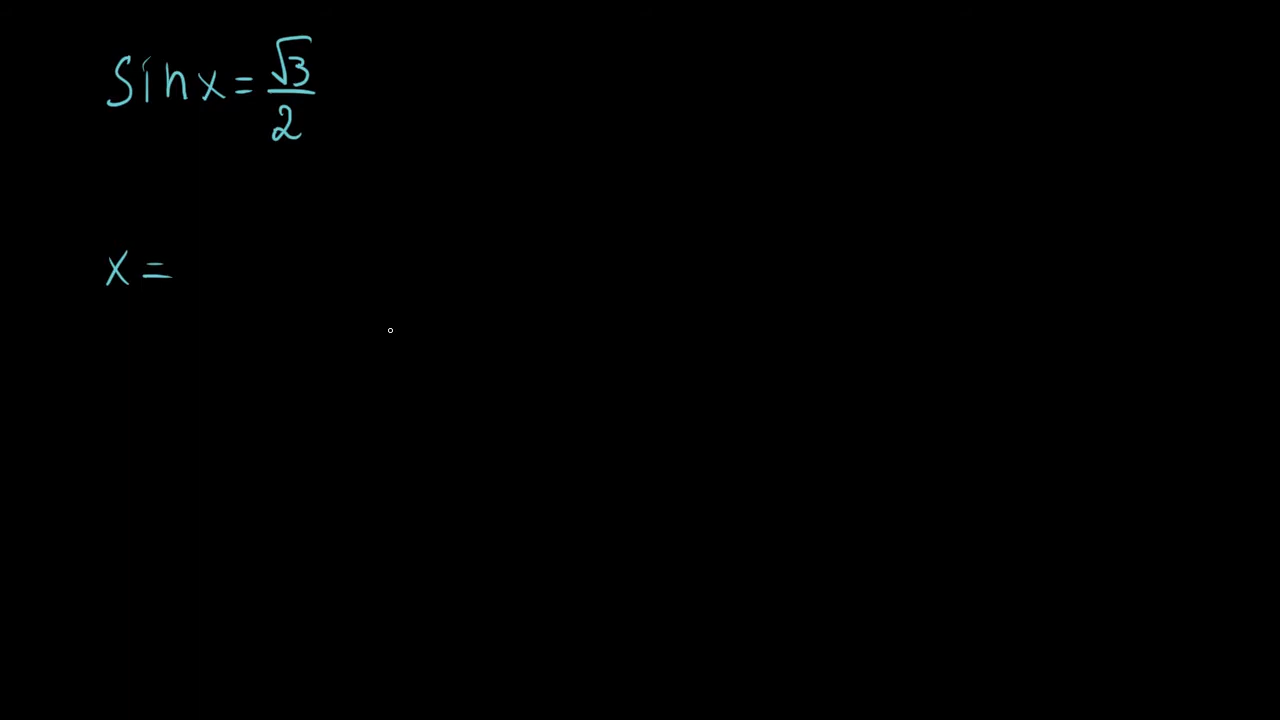 Sin x = √3/2
x =